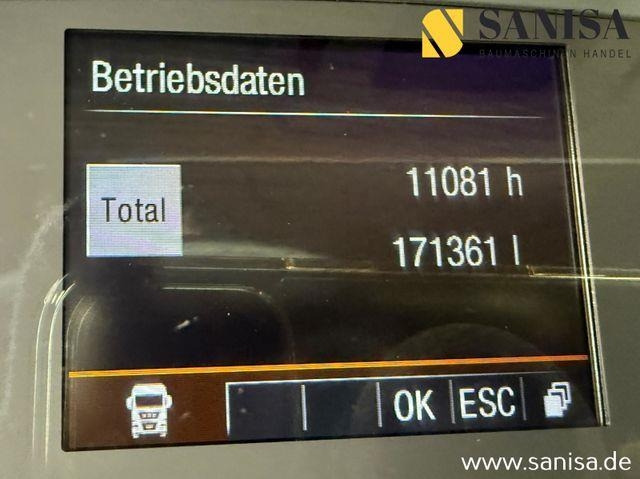 SANISA
BAUMASCHINEN HANDEL
Betriebsdaten
Total
11081 h
171361 l
OK ESC
www.sanisa.de